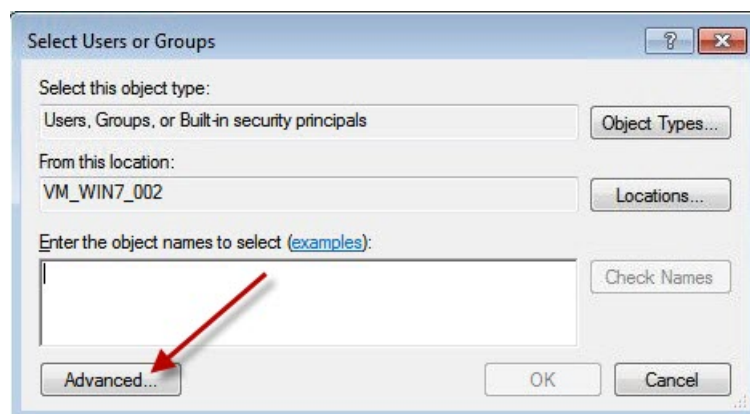 Select Users or Groups
Select this object type:
Users, Groups, or Built-in security principals
Object Types...
From this location:
VM_WIN7_002
Locations...
Enter the object names to select (examples):
Check Names
Advanced...
OK
Cancel